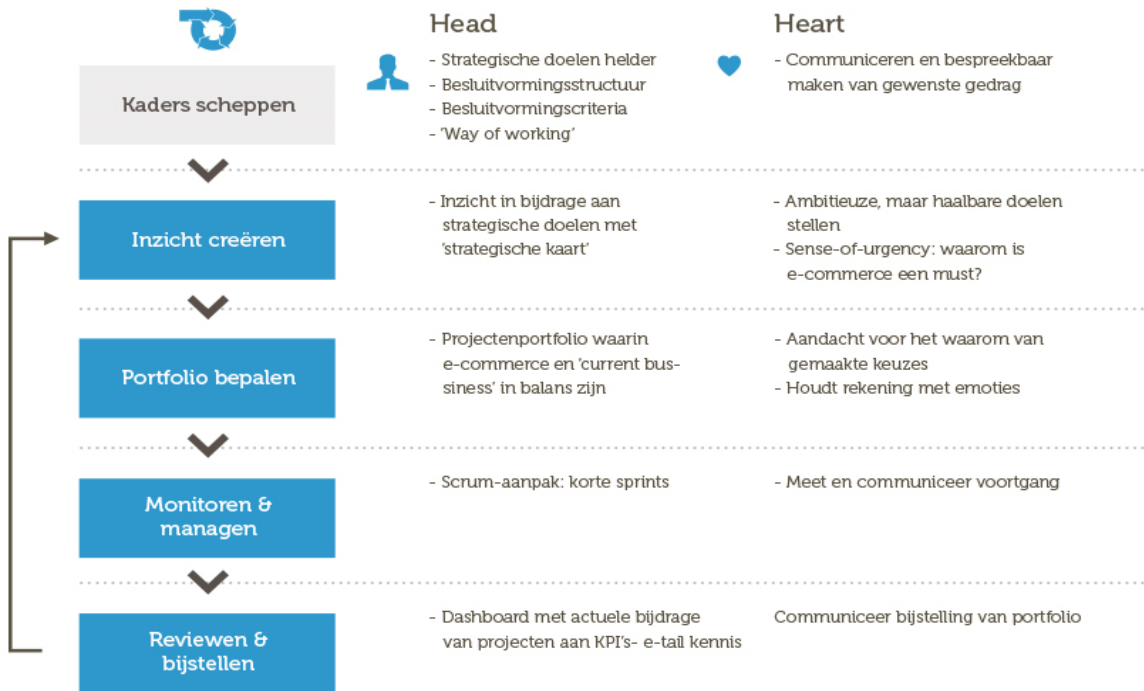 Head
Heart
Kaders scheppen
- Strategische doelen helder
- Besluitvormingsstructuur
- Besluitvormingscriteria
- ‘Way of working’
- Communiceren en bespreekbaar
maken van gewenste gedrag
Inzicht creëren
- Inzicht in bijdrage aan
strategische doelen met
‘strategische kaart’
- Ambitieuze, maar haalbare doelen
stellen
- Sense-of-urgency: waarom is
e-commerce een must?
Portfolio bepalen
- Projectenportfolio waarin
e-commerce en ‘current bus-
siness’ in balans zijn
- Aandacht voor het waarom van
gemaakte keuzes
- Houdt rekening met emoties
Monitoren &
managen
- Scrum-aanpak: korte sprints
- Meet en communiceer voortgang
Reviewen &
bijstellen
- Dashboard met actuele bijdrage
van projecten aan KPI’s- e-tail kennis
Communiceer bijstelling van portfolio